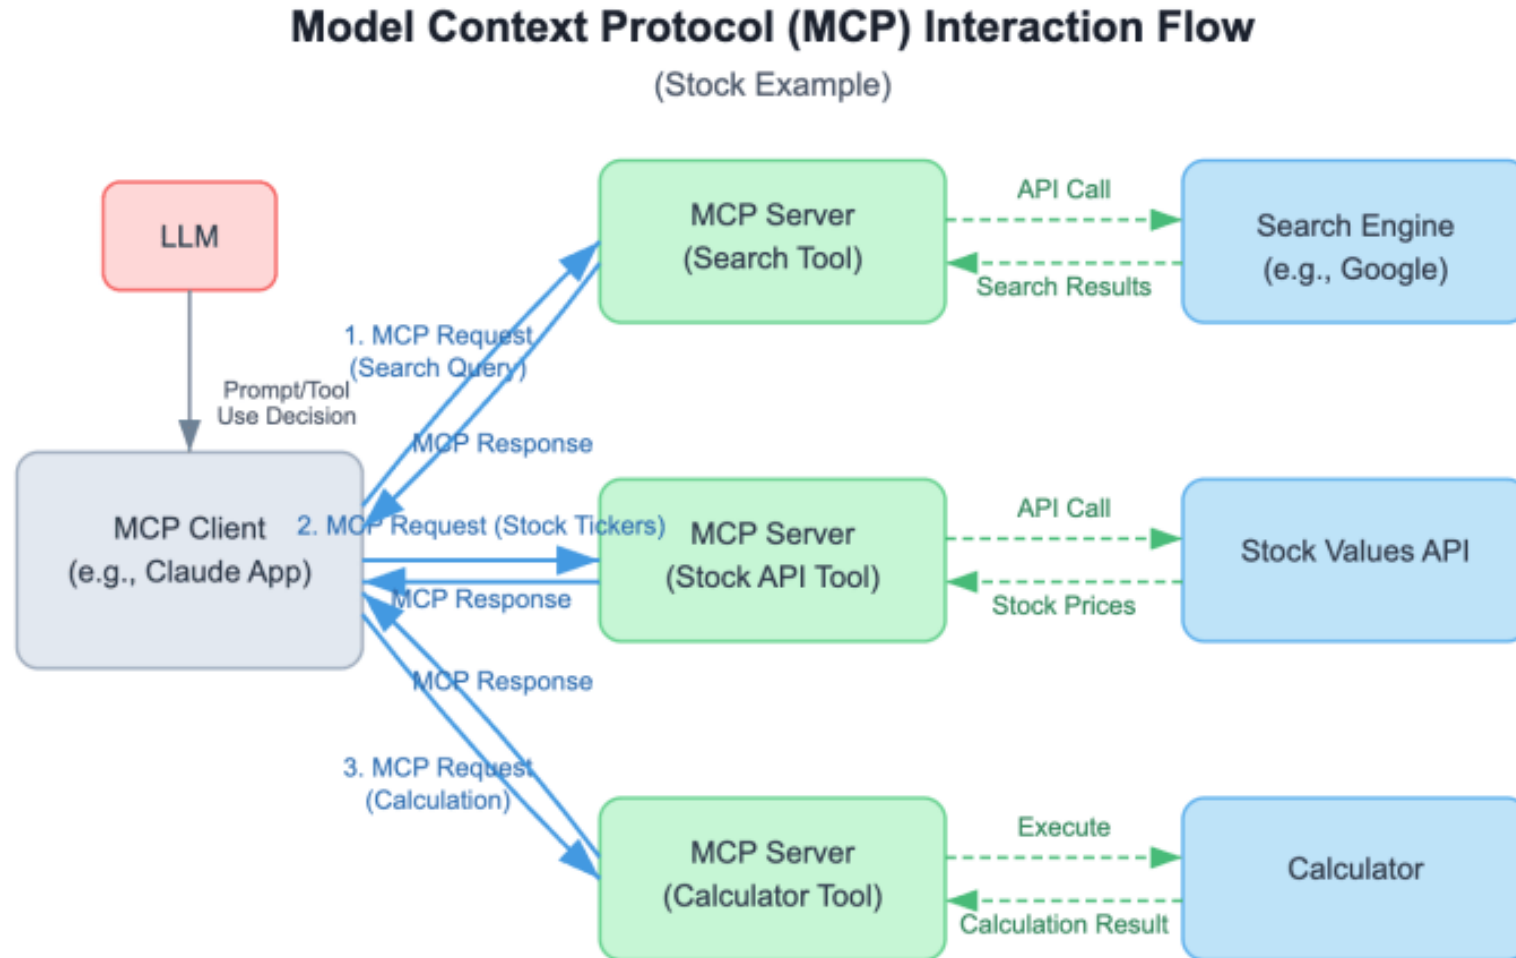 Model Context Protocol (MCP) Interaction Flow
(Stock Example)
LLM
Prompt/Tool
Use Decision
MCP Client
(e.g., Claude App)
1. MCP Request
(Search Query)
MCP Response
2. MCP Request (Stock Tickers)
MCP Response
MCP Response
3. MCP Request
(Calculation)
MCP Server
(Search Tool)
API Call
Search Results
Search Engine
(e.g., Google)
MCP Server
(Stock API Tool)
API Call
Stock Prices
Stock Values API
MCP Server
(Calculator Tool)
Execute
Calculation Result
Calculator